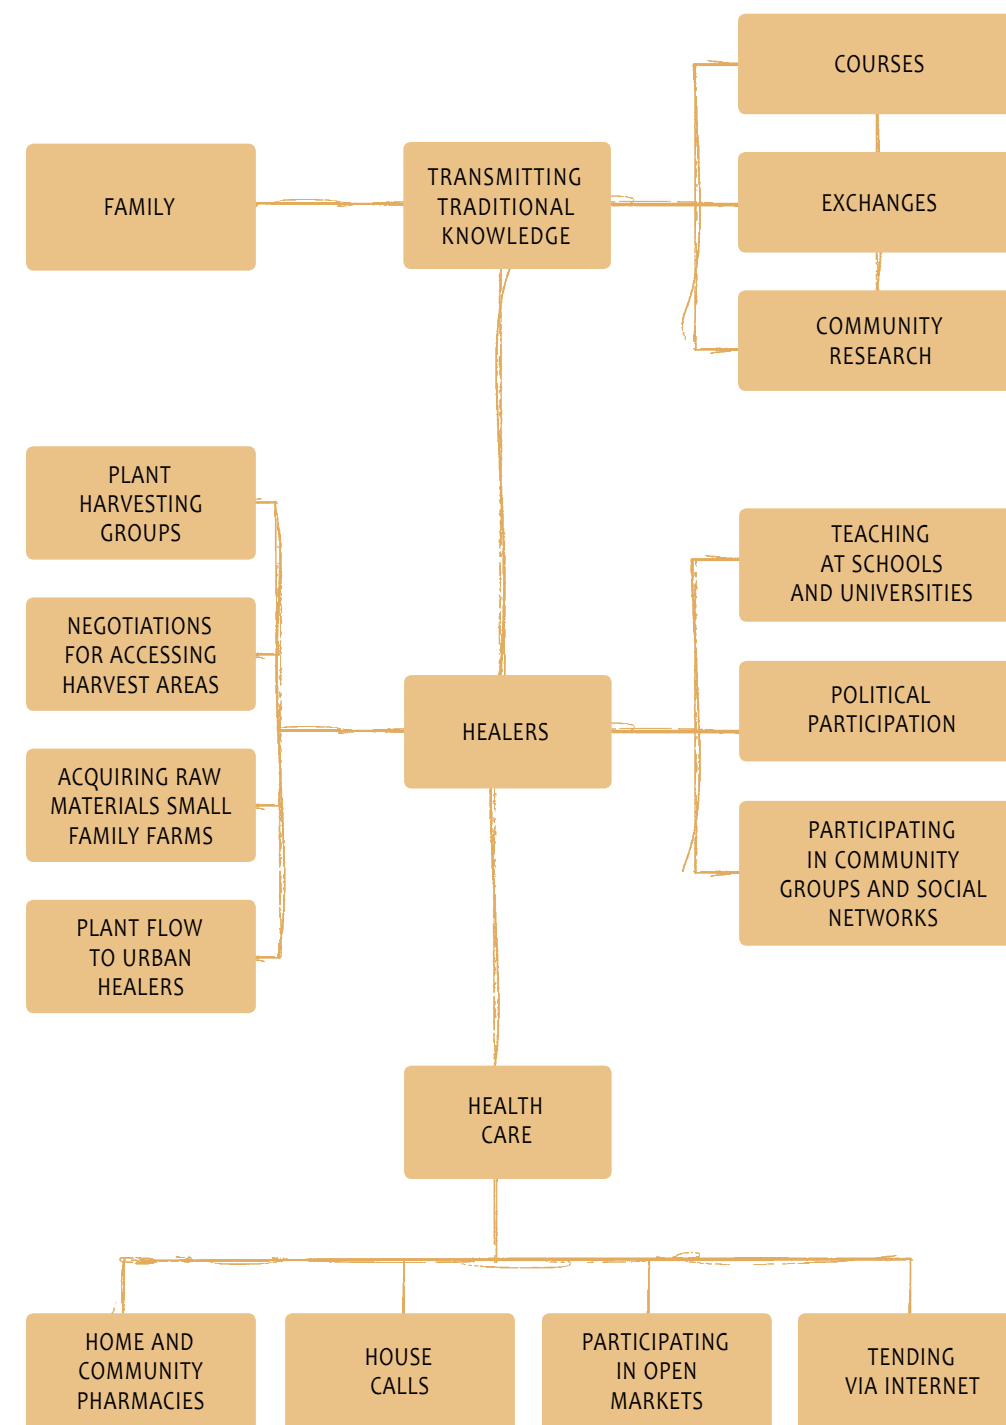 COURSES
FAMILY
TRANSMITTING
TRADITIONAL
KNOWLEDGE
EXCHANGES
COMMUNITY
RESEARCH
PLANT
HARVESTING
GROUPS
NEGOTIATIONS
FOR ACCESSING
HARVEST AREAS
ACQUIRING RAW
MATERIALS SMALL
FAMILY FARMS
PLANT FLOW
TO URBAN
HEALERS
HEALERS
TEACHING
AT SCHOOLS
AND UNIVERSITIES
POLITICAL
PARTICIPATION
PARTICIPATING
IN COMMUNITY
GROUPS AND SOCIAL
NETWORKS
HEALTH
CARE
HOME AND
COMMUNITY
PHARMACIES
HOUSE
CALLS
PARTICIPATING
IN OPEN
MARKETS
TENDING
VIA INTERNET